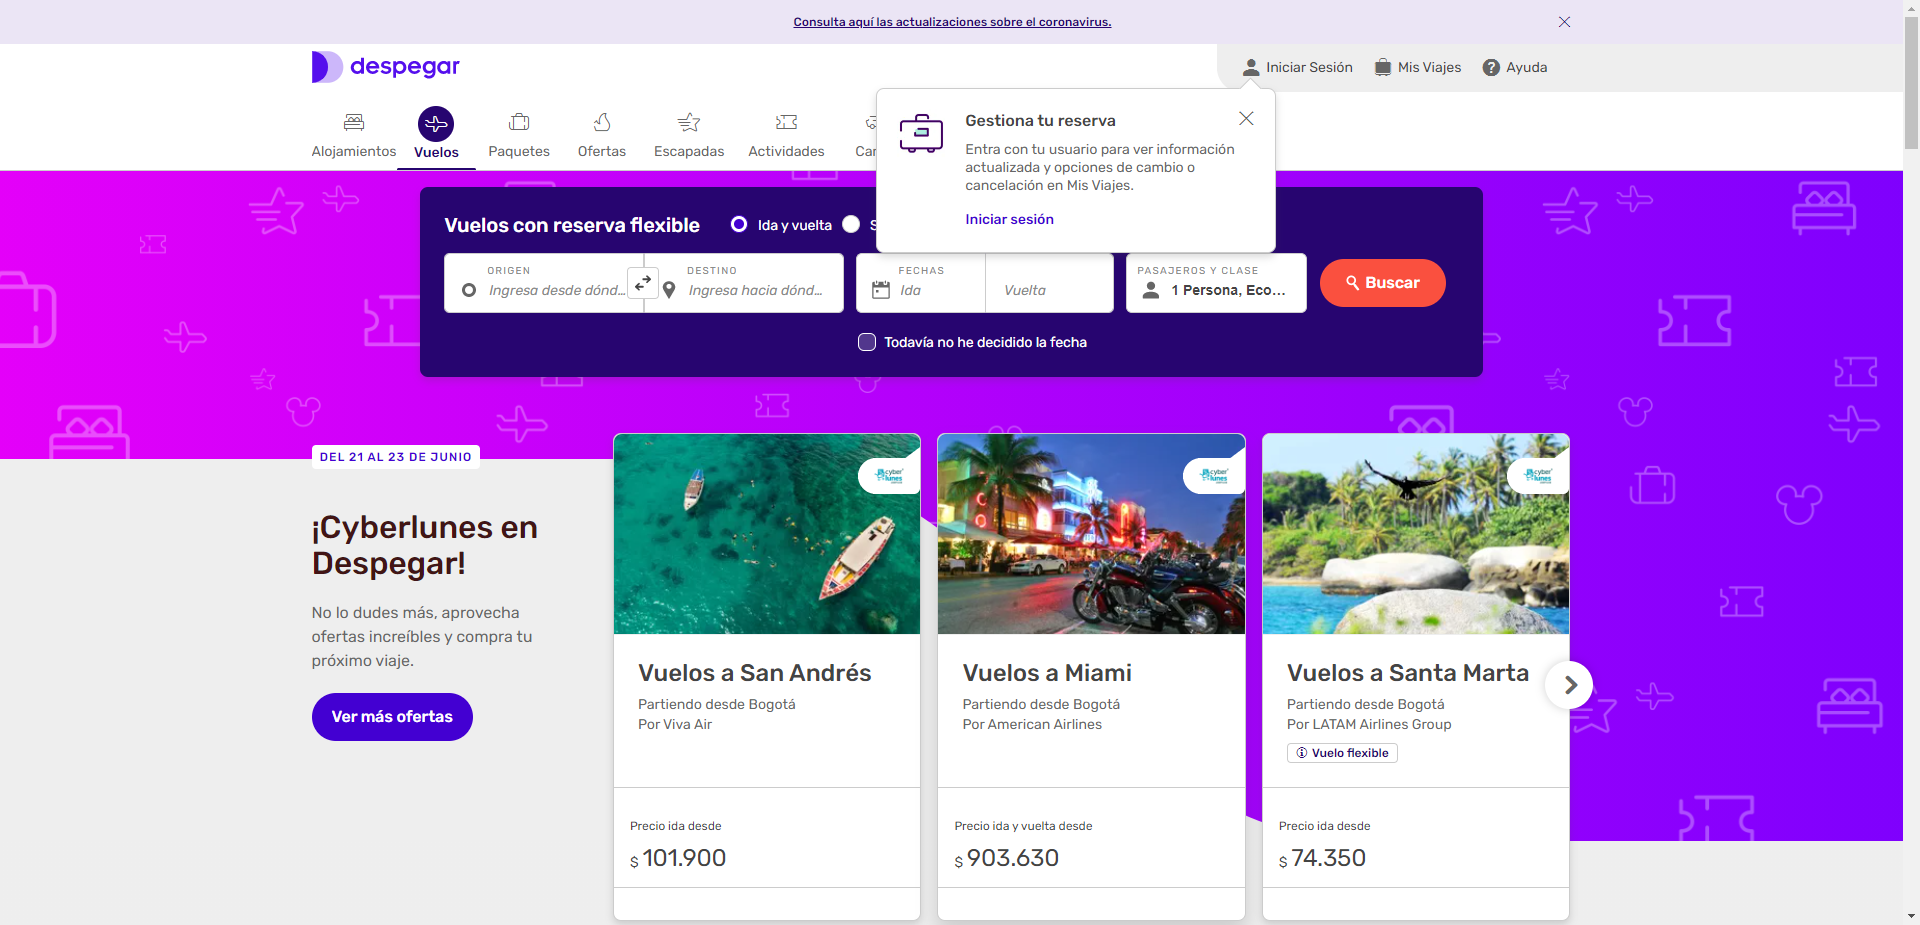 Consulta aquí las actualizaciones sobre el coronavirus.
despegar
Iniciar Sesión
Mis Viajes
Ayuda
Alojamientos
Vuelos
Paquetes
Ofertas
Escapadas
Actividades
Gestiona tu reserva
Entra con tu usuario para ver información
actualizada y opciones de cambio o
cancelación en Mis Viajes.
Iniciar sesión
Vuelos con reserva flexible
Ida y vuelta
ORIGEN
Ingresa desde dónd...
DESTINO
Ingresa hacia dónd...
FECHAS
Ida
Vuelta
PASAJEROS Y CLASE
1 Persona, Eco...
Buscar
Todavía no he decidido la fecha
DEL 21 AL 23 DE JUNIO
¡Cyberlunes en
Despegar!
No lo dudes más, aprovecha
ofertas increíbles y compra tu
próximo viaje.
Ver más ofertas
cyber
lunes
Vuelos a San Andrés
Partiendo desde Bogotá
Por Viva Air
Precio ida desde
$ 101.900
cyber
lunes
Vuelos a Miami
Partiendo desde Bogotá
Por American Airlines
Precio ida y vuelta desde
$ 903.630
cyber
lunes
Vuelos a Santa Marta
Partiendo desde Bogotá
Por LATAM Airlines Group
Vuelo flexible
Precio ida desde
$ 74.350